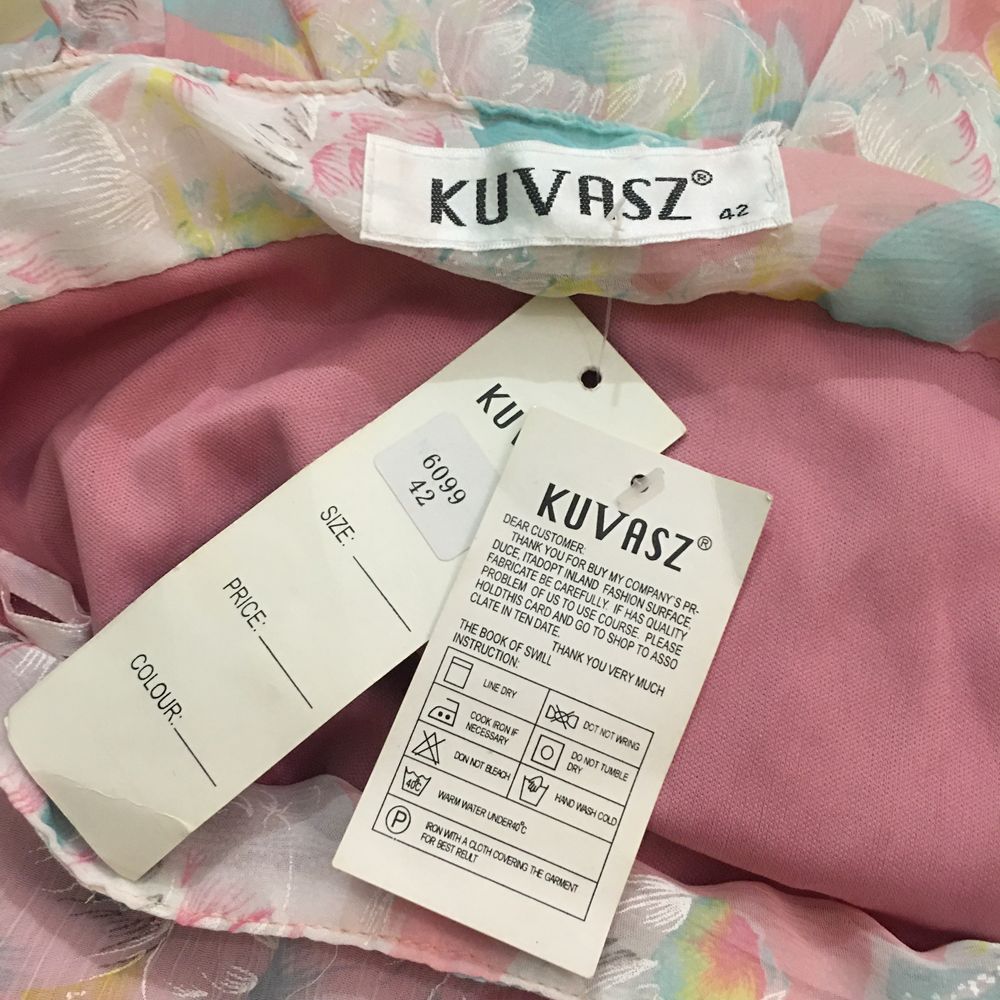 KUVASZ® 42
KU
6099
42
SIZE:
PRICE:
COLOUR:
KUVASZ®
DEAR CUSTOMER:
THANK YOU FOR BUY MY COMPANY'S PR-
DUCE, ITADOPT INLAND FASHION SURFACE
FABRICATE BE CAREFULLY. IF HAS QUALITY
PROBLEM OF US TO USE COURSE. PLEASE
HOLDTHIS CARD AND GO TO SHOP TO ASSO
CLATE IN TEN DATE.
THANK YOU VERY MUCH
THE BOOK OF SWILL
INSTRUCTION:
LINE DRY
DOT NOT WRING
COOK IRON IF
NECESSARY
DO NOT TUMBLE
DRY
DON NOT BLEACH
HAND WASH COLD
40C
WARM WATER UNDER40°C
P
IRON WITH A CLOTH COVERING THE GARMENT
FOR BEST REULT